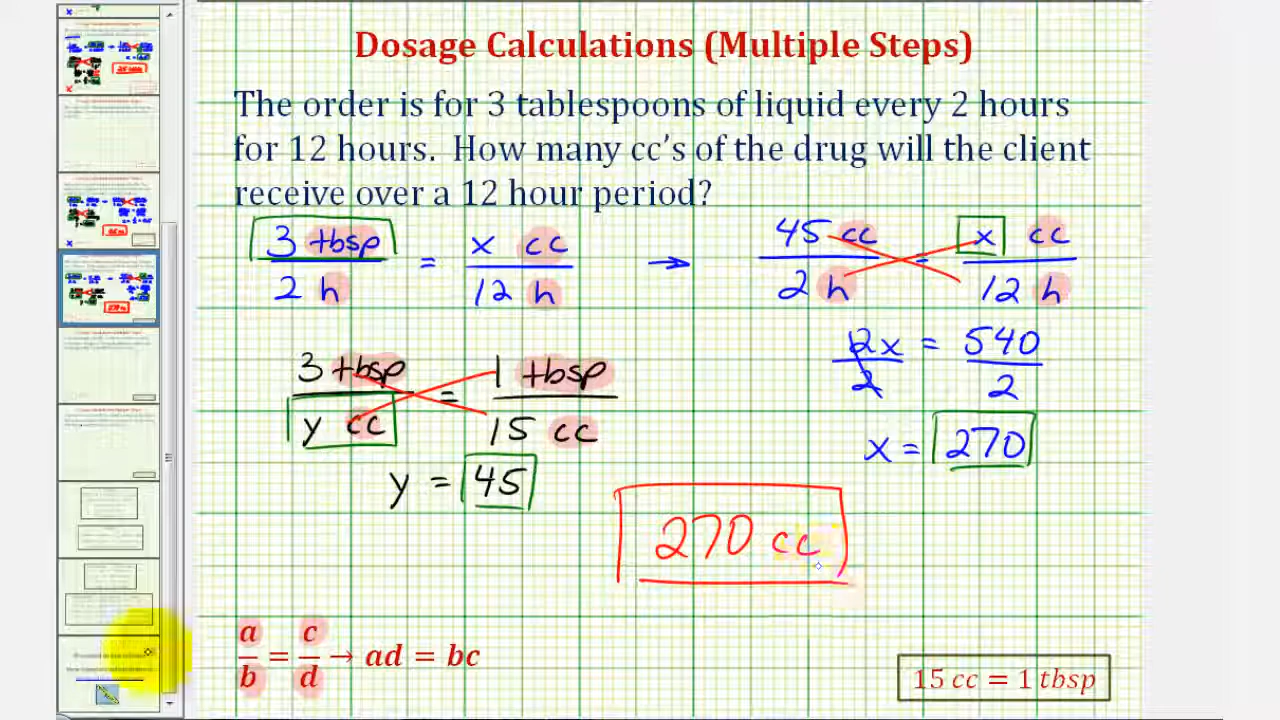 Dosage Calculations (Multiple Steps)
The order is for 3 tablespoons of liquid every 2 hours
for 12 hours. How many cc's of the drug will the client
receive over a 12 hour period?
3 tbsp / 2 h = x cc / 12 h → 45 cc / 2 h = x cc / 12 h
3 tbsp / y cc = 1 tbsp / 15 cc
y = 45
2x / 2 = 540 / 2
x = 270
270 cc
a/b = c/d → ad = bc
15 cc = 1 tbsp